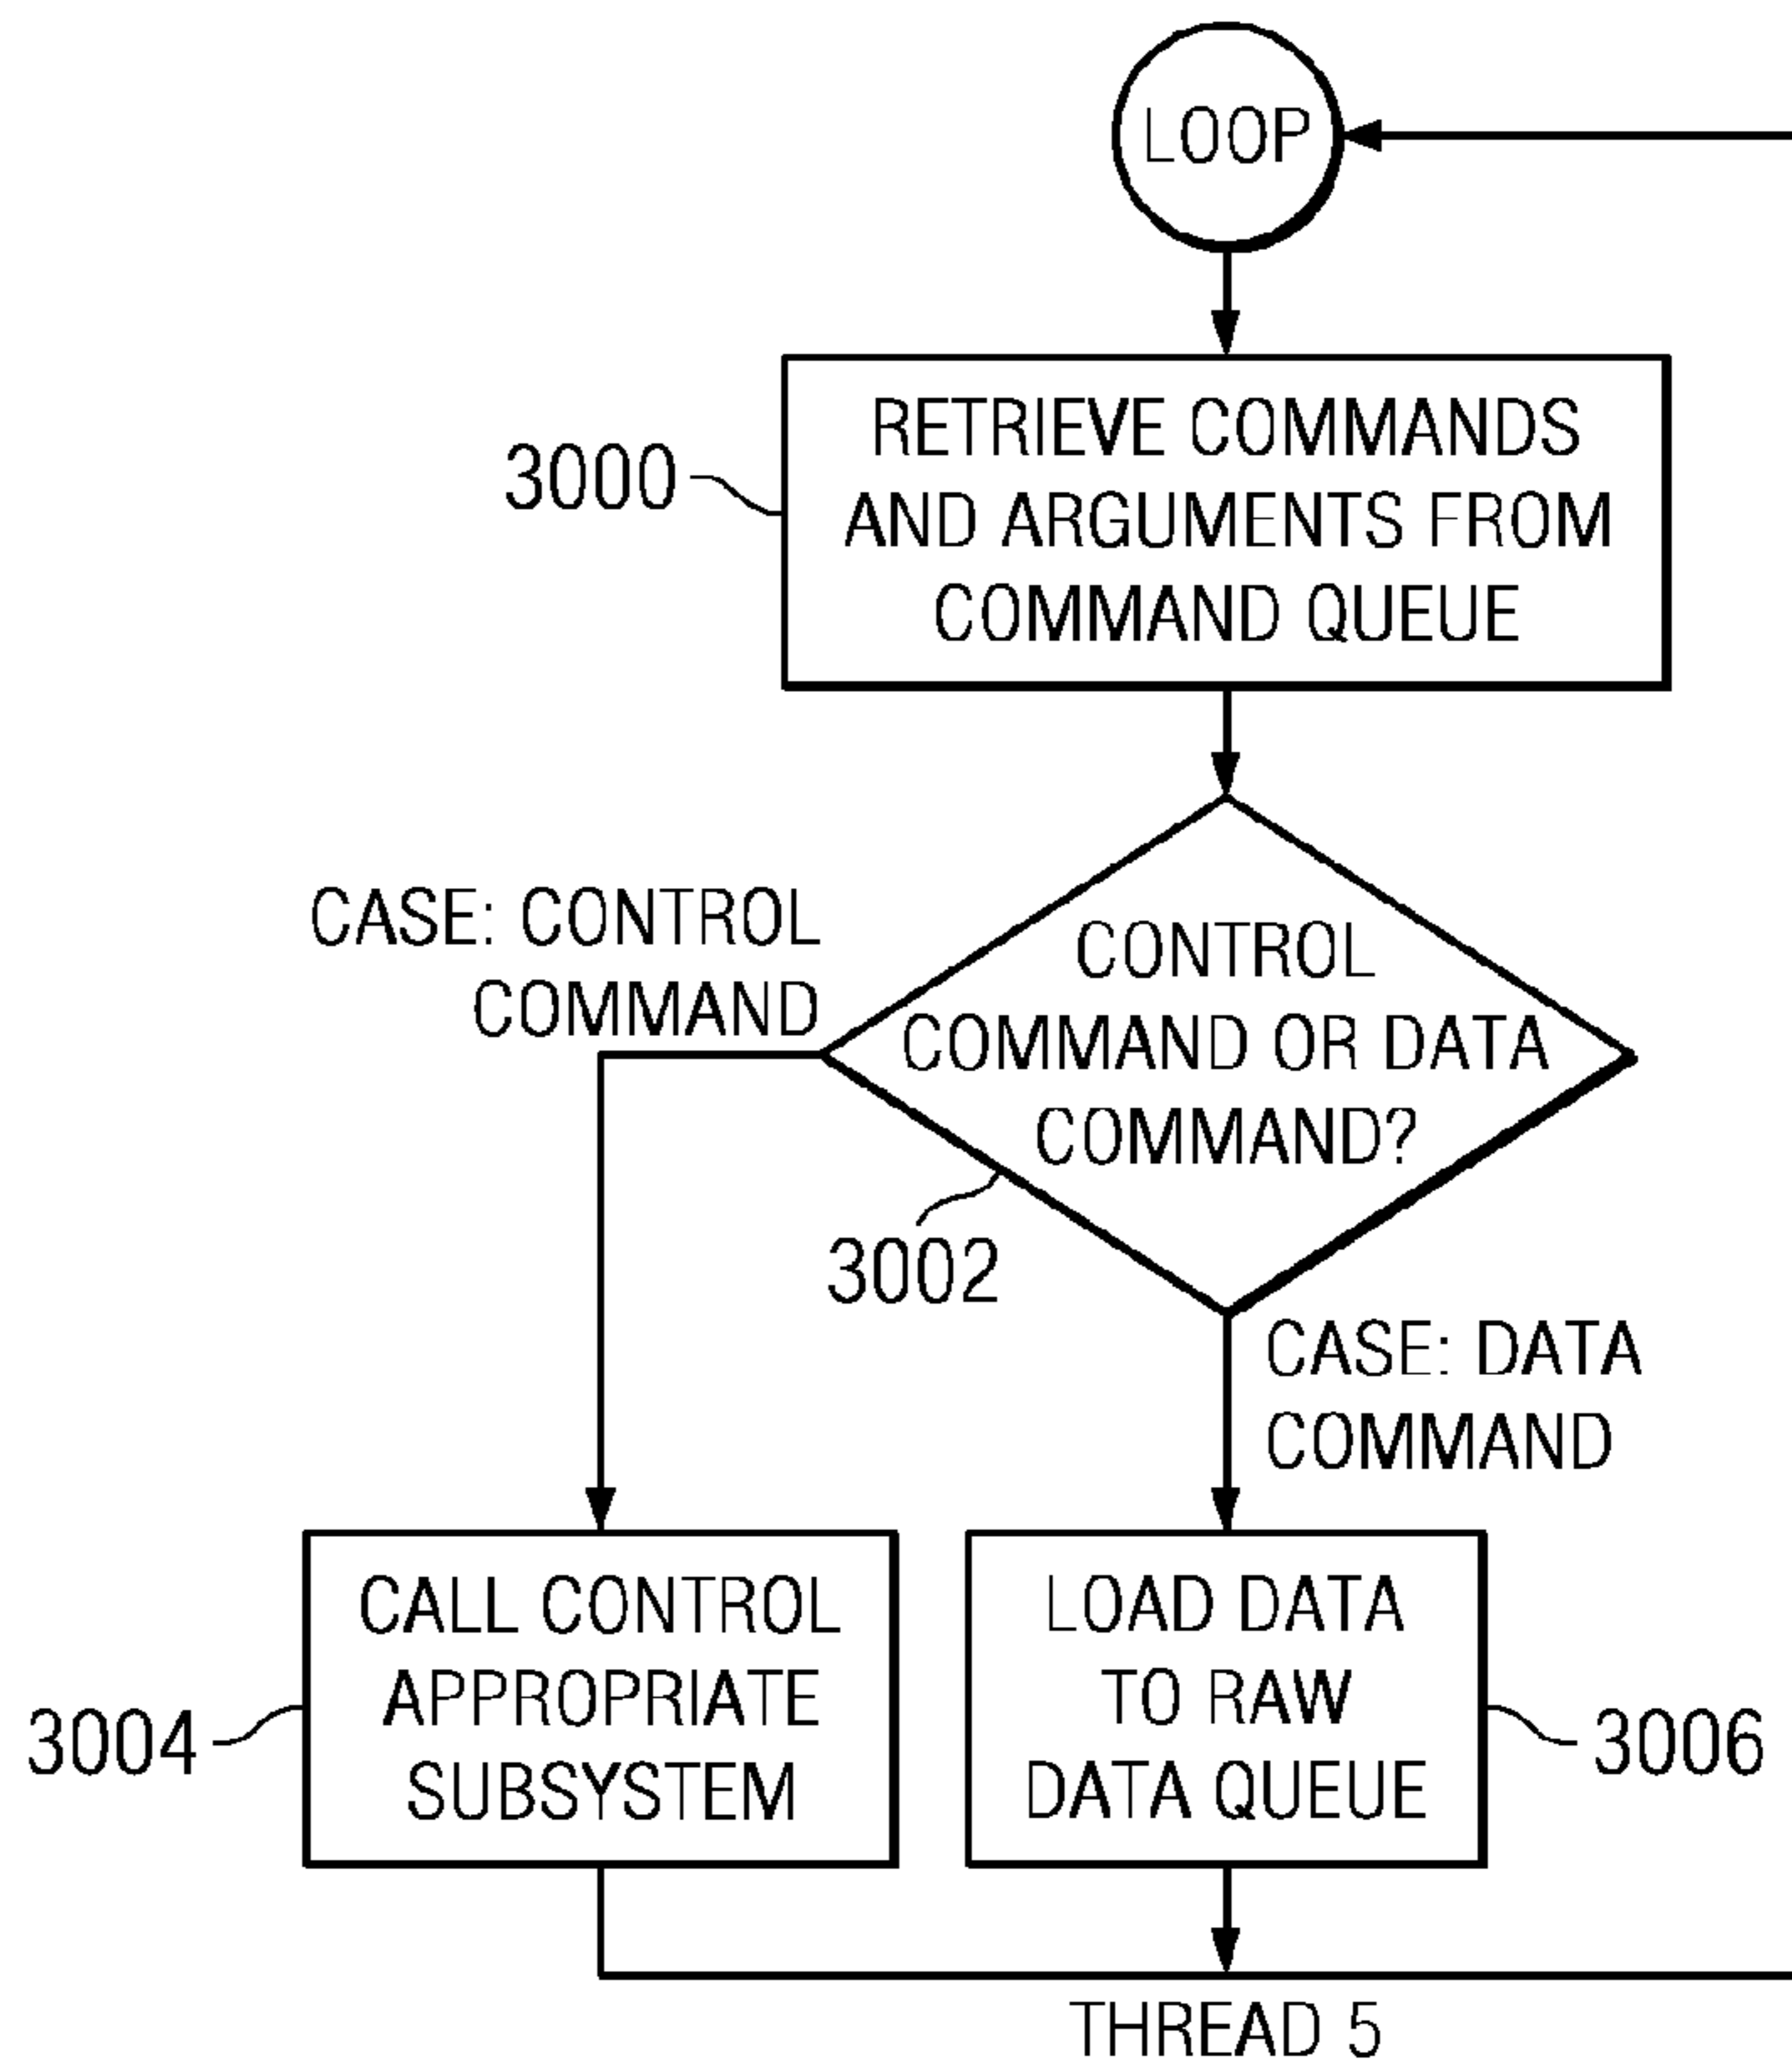 LOOP
3000
RETRIEVE COMMANDS
AND ARGUMENTS FROM
COMMAND QUEUE
CASE: CONTROL
COMMAND
CONTROL
COMMAND OR DATA
COMMAND?
3002
CASE: DATA
COMMAND
3004
CALL CONTROL
APPROPRIATE
SUBSYSTEM
LOAD DATA
TO RAW
DATA QUEUE
3006
THREAD 5